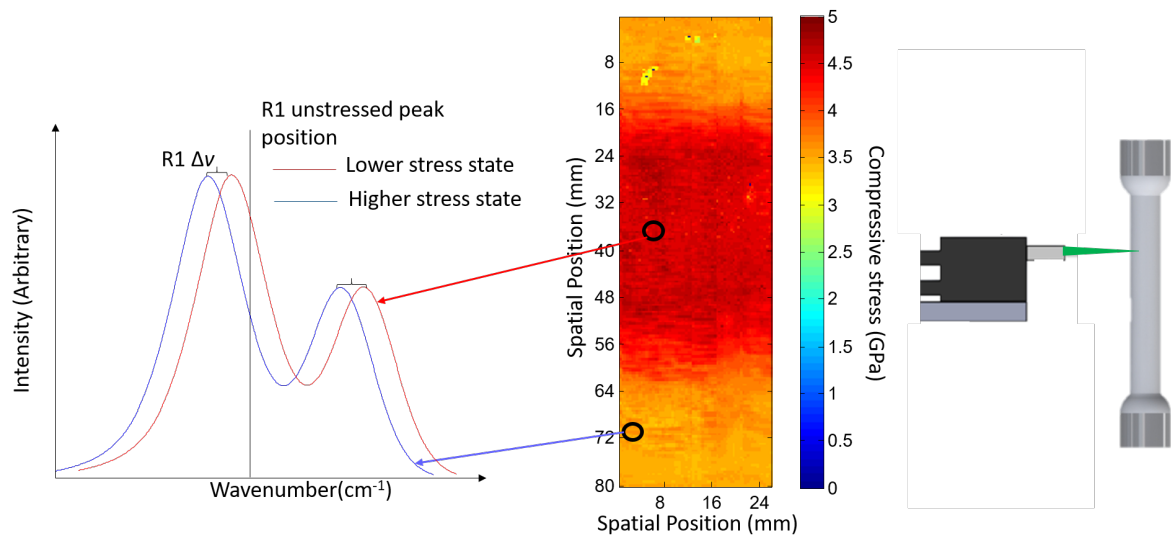 R1 unstressed peak
position
R1 Δν
Lower stress state
Higher stress state
Intensity (Arbitrary)
Wavenumber(cm-1)
Spatial Position (mm)
8
16
24
32
40
48
56
64
72
80
8
16
24
Spatial Position (mm)
5
4.5
4
3.5
3
2.5
2
1.5
1
0.5
0
Compressive stress (GPa)